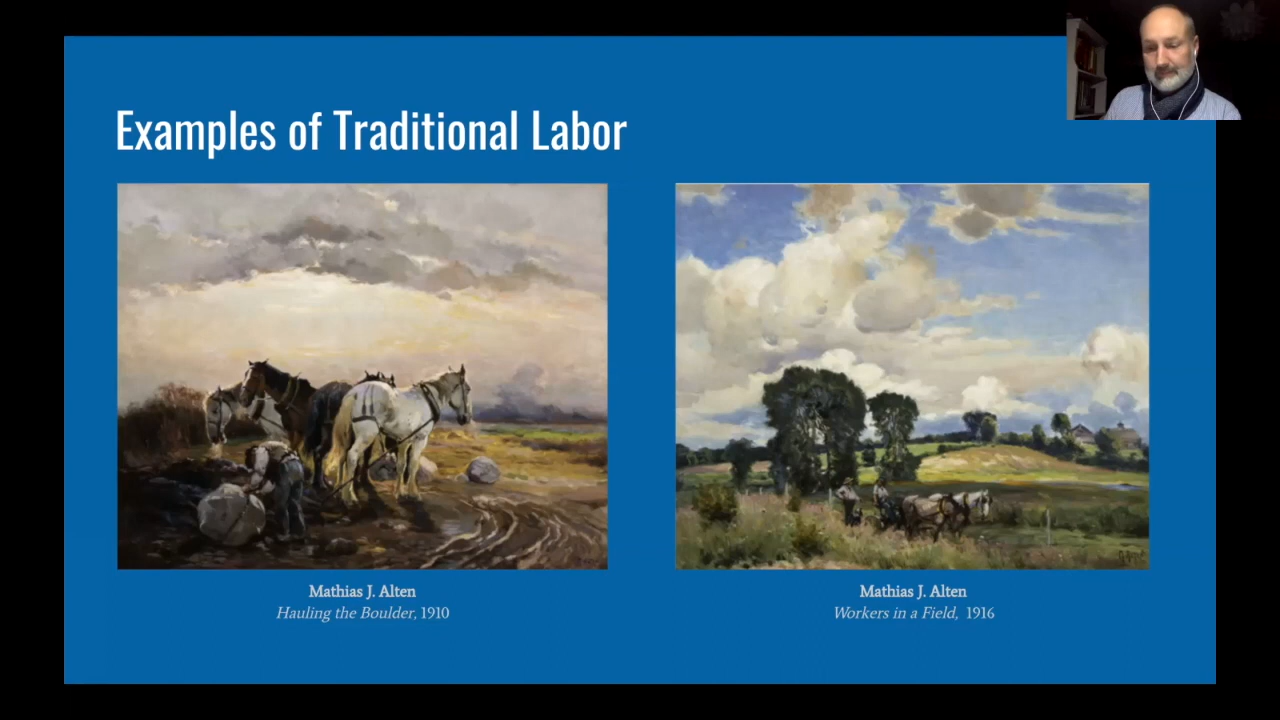 Examples of Traditional Labor
Mathias J. Alten
Hauling the Boulder, 1910
Mathias J. Alten
Workers in a Field, 1916